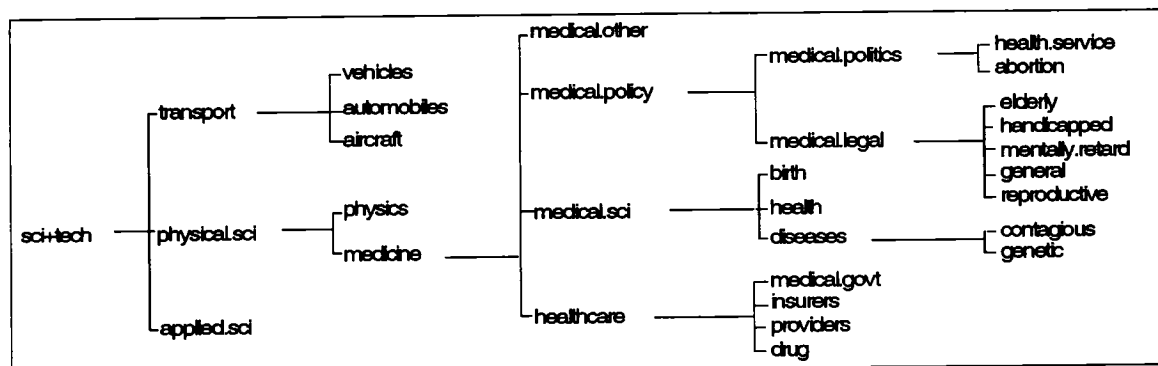 medical.other
health.service
medical.politics
abortion
vehicles
medical.policy
elderly
transport
automobiles
handicapped
aircraft
medical.legal
mentally.retard
general
birth
reproductive
physics
health
medical.sci
sci+tech
physical.sci
medicine
diseases
contagious
genetic
medical.govt
insurers
applied.sci
healthcare
providers
drug